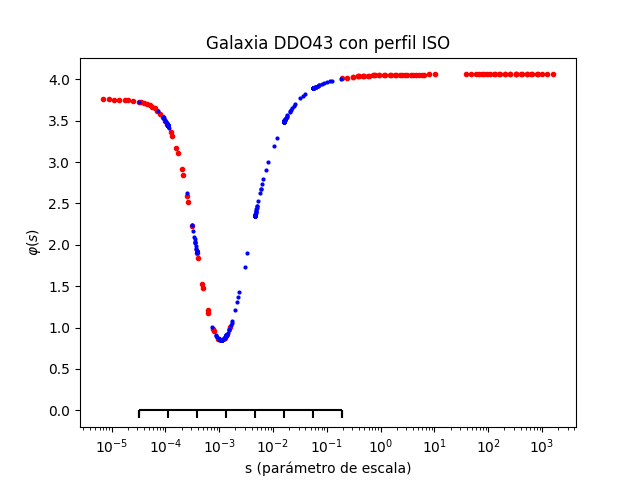 Galaxia DDO43 con perfil ISO
φ(s)
4.0
3.5
3.0
2.5
2.0
1.5
1.0
0.5
0.0
10⁻⁵ 10⁻⁴ 10⁻³ 10⁻² 10⁻¹ 10⁰ 10¹ 10² 10³
s (parámetro de escala)